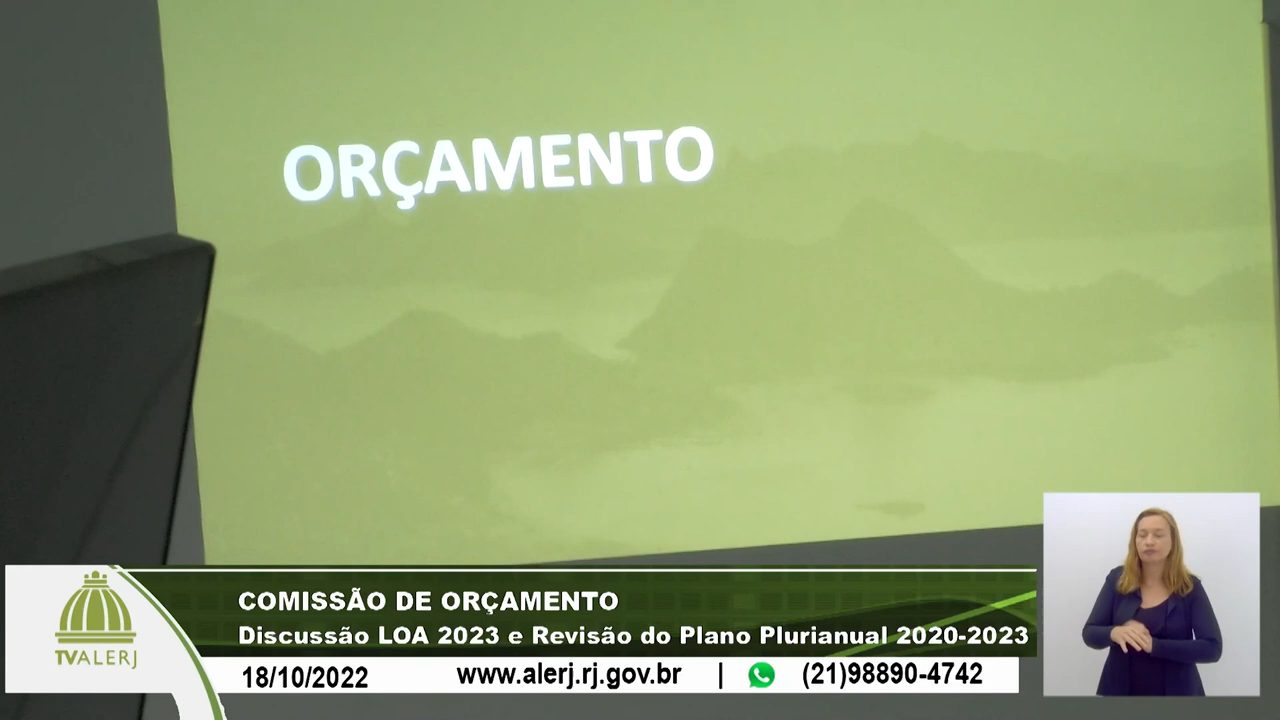 ORÇAMENTO
COMISSÃO DE ORÇAMENTO
Discussão LOA 2023 e Revisão do Plano Plurianual 2020-2023
TVALERJ
18/10/2022 www.alerj.rj.gov.br | (21)98890-4742